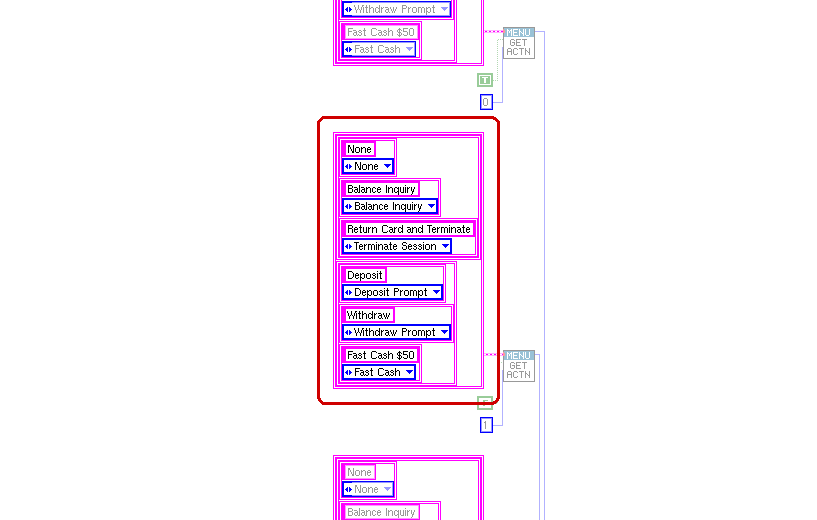 Withdraw Prompt
Fast Cash $50
Fast Cash
MENU
GET
ACTN
T
0
None
None
Balance Inquiry
Balance Inquiry
Return Card and Terminate
Terminate Session
Deposit
Deposit Prompt
Withdraw
Withdraw Prompt
Fast Cash $50
Fast Cash
MENU
GET
ACTN
F
1
None
None
Balance Inquiry